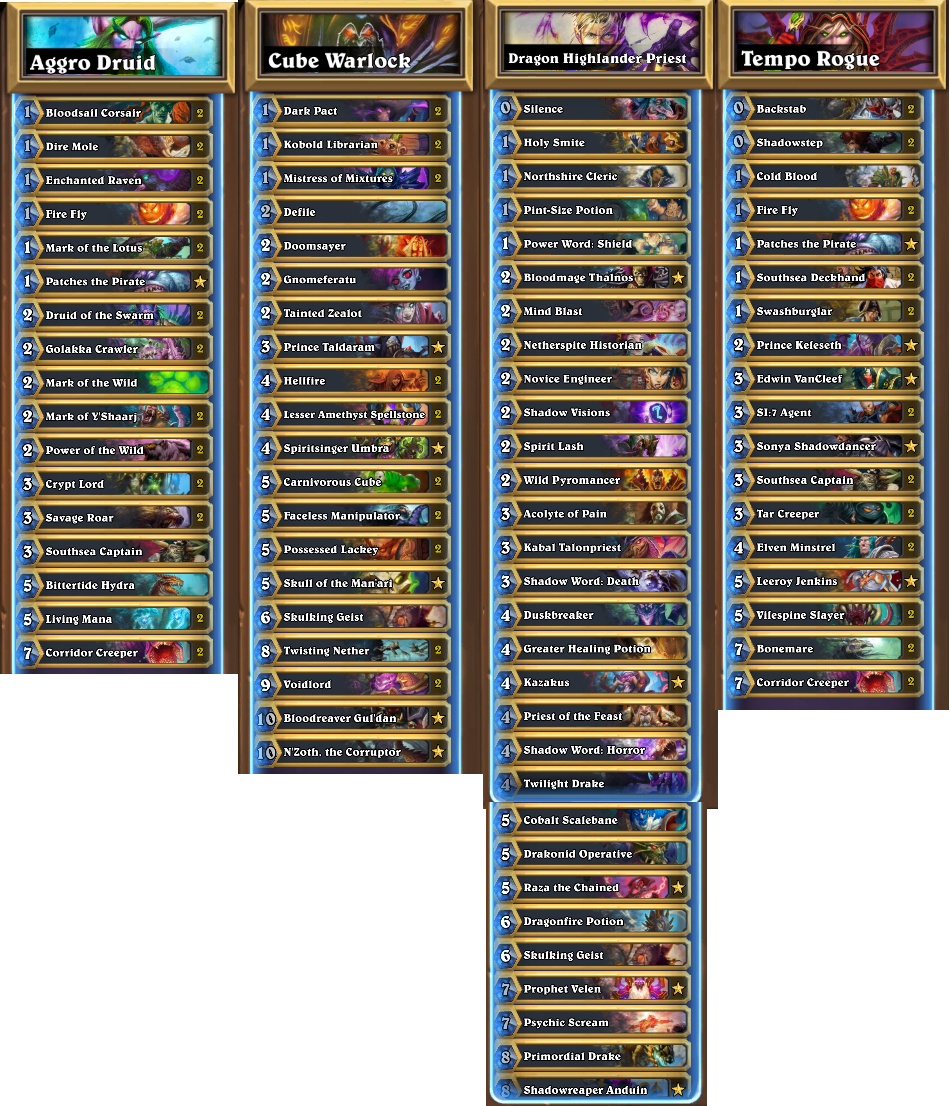 Aggro Druid
1 Bloodsail Corsair 2
1 Dire Mole 2
1 Enchanted Raven 2
1 Fire Fly 2
1 Mark of the Lotus 2
1 Patches the Pirate
2 Druid of the Swarm 2
2 Golakka Crawler 2
2 Mark of the Wild
2 Mark of Y'Shaarj 2
2 Power of the Wild 2
3 Crypt Lord 2
3 Savage Roar 2
3 Southsea Captain
5 Bittertide Hydra
5 Living Mana 2
7 Corridor Creeper 2
Cube Warlock
1 Dark Pact 2
1 Kobold Librarian 2
1 Mistress of Mixtures 2
2 Defile
2 Doomsayer
2 Gnomeferatu
2 Tainted Zealot
3 Prince Taldaram
4 Hellfire 2
4 Lesser Amethyst Spellstone 2
4 Spiritsinger Umbra
5 Carnivorous Cube 2
5 Faceless Manipulator 2
5 Possessed Lackey 2
5 Skull of the Man'ari
6 Skulking Geist
8 Twisting Nether 2
9 Voidlord 2
10 Bloodreaver Gul'dan
10 N'Zoth, the Corruptor
Dragon Highlander Priest
0 Silence
1 Holy Smite
1 Northshire Cleric
1 Pint-Size Potion
1 Power Word: Shield
2 Bloodmage Thalnos
2 Mind Blast
2 Netherspite Historian
2 Novice Engineer
2 Shadow Visions
2 Spirit Lash
2 Wild Pyromancer
3 Acolyte of Pain
3 Kabal Talonpriest
3 Shadow Word: Death
4 Duskbreaker
4 Greater Healing Potion
4 Kazakus
4 Priest of the Feast
4 Shadow Word: Horror
4 Twilight Drake
5 Cobalt Scalebane
5 Drakonid Operative
5 Raza the Chained
6 Dragonfire Potion
6 Skulking Geist
7 Prophet Velen
7 Psychic Scream
8 Primordial Drake
8 Shadowreaper Anduin
Tempo Rogue
0 Backstab 2
0 Shadowstep 2
1 Cold Blood
1 Fire Fly 2
1 Patches the Pirate
1 Southsea Deckhand 2
1 Swashburglar 2
2 Prince Keleseth
3 Edwin VanCleef
3 SI:7 Agent 2
3 Sonya Shadowdancer
3 Southsea Captain 2
3 Tar Creeper 2
4 Elven Minstrel 2
5 Leeroy Jenkins
5 Vilespine Slayer 2
7 Bonemare 2
7 Corridor Creeper 2